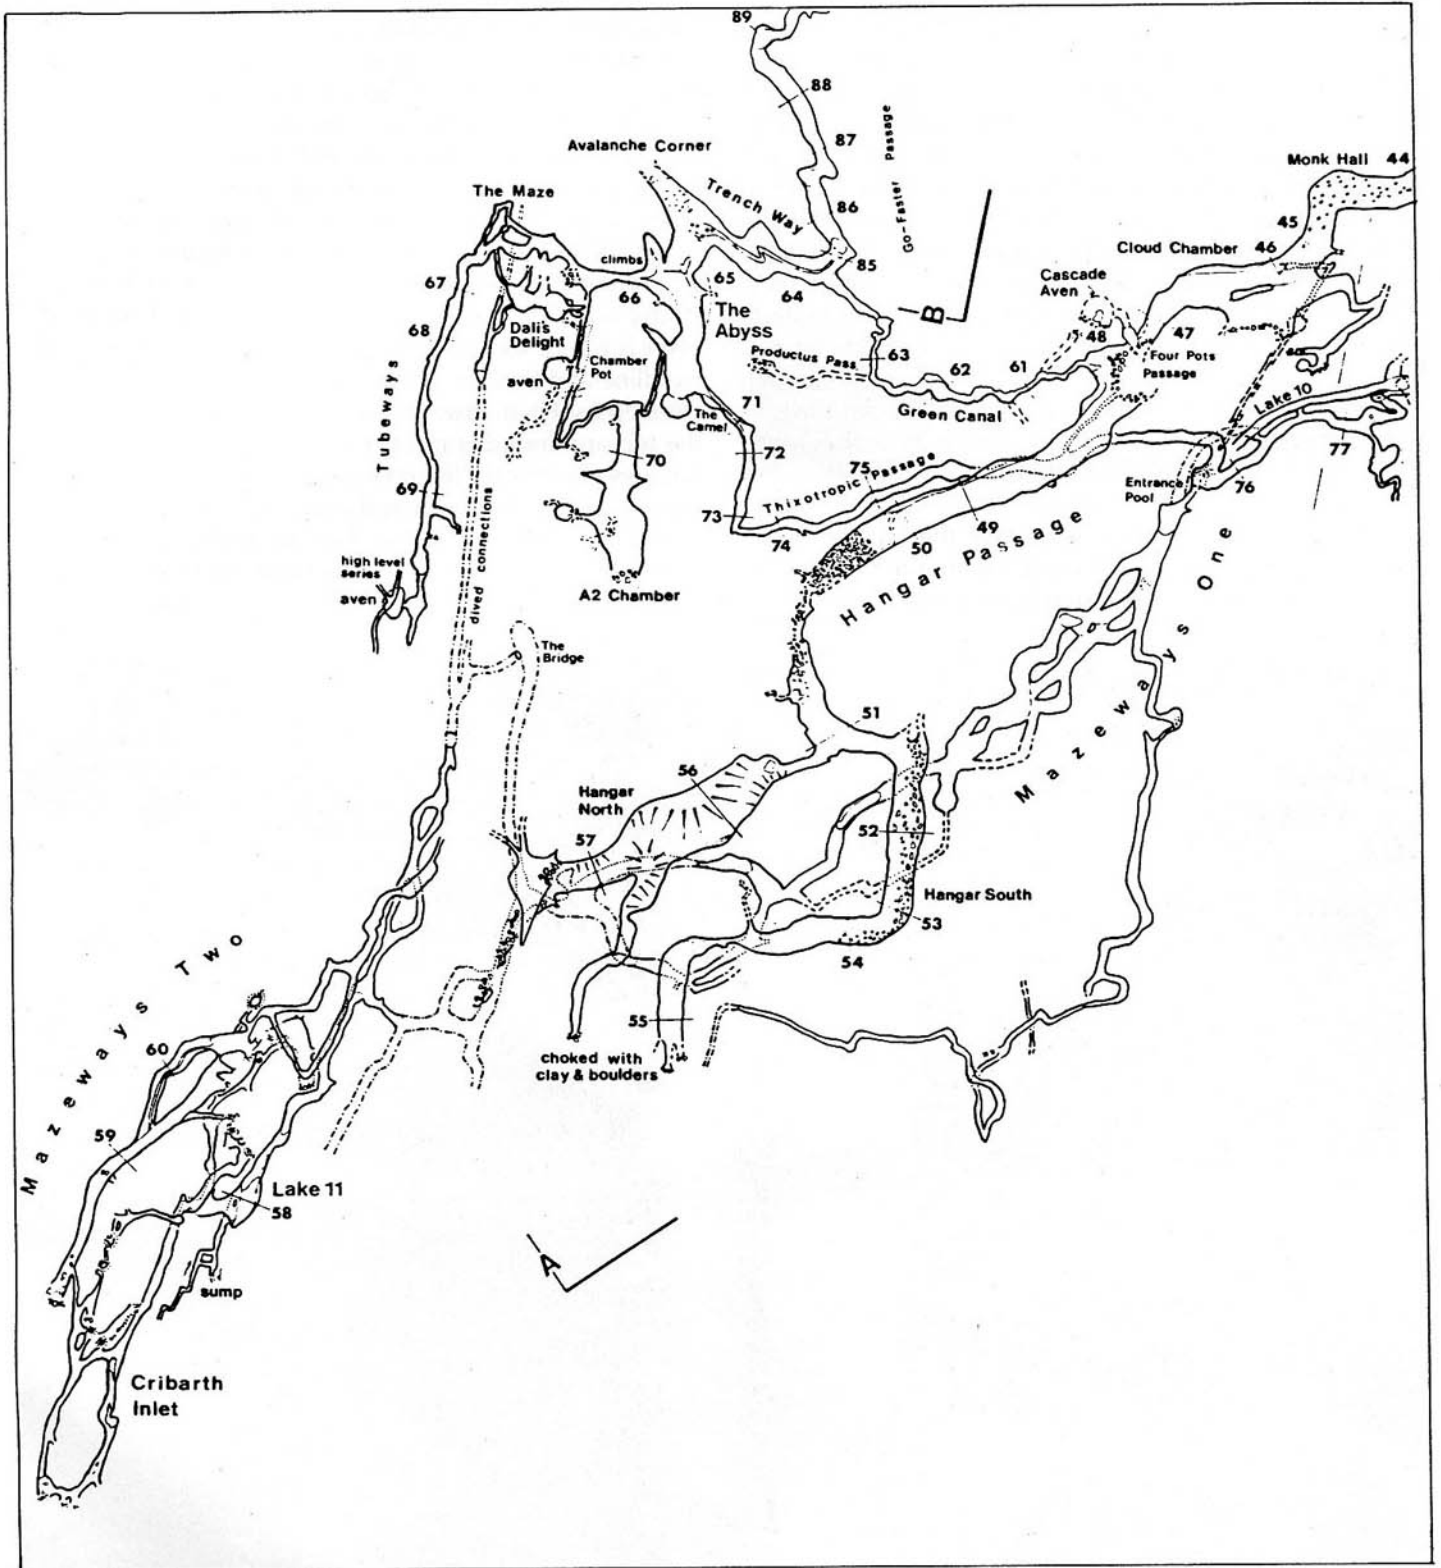 89
88
87
Go-Faster Passage
Avalanche Corner
Monk Hall 44
The Maze
Trench Way
86
45
Cloud Chamber 46
climbs
85
67
65
64
Cascade
Aven
66
The
Abyss
B
68
Dali's
Delight
48
47
Productus Pass.
63
Four Pots
Passage
Chamber
Pot
62
61
aven
71
The
Camel
Green Canal
Lake 10
Tubeways
70
72
77
75
Thixotropic Passage
69
Entrance
Pool
76
73
74
49
50
Hangar Passage
high level
series
aven
A2 Chamber
dived connections
The
Bridge
Mazeways One
51
56
Hangar
North
57
52
Hangar South
53
54
Mazeways Two
55
choked with
clay & boulders
60
59
Lake 11
58
A
sump
Cribarth
Inlet